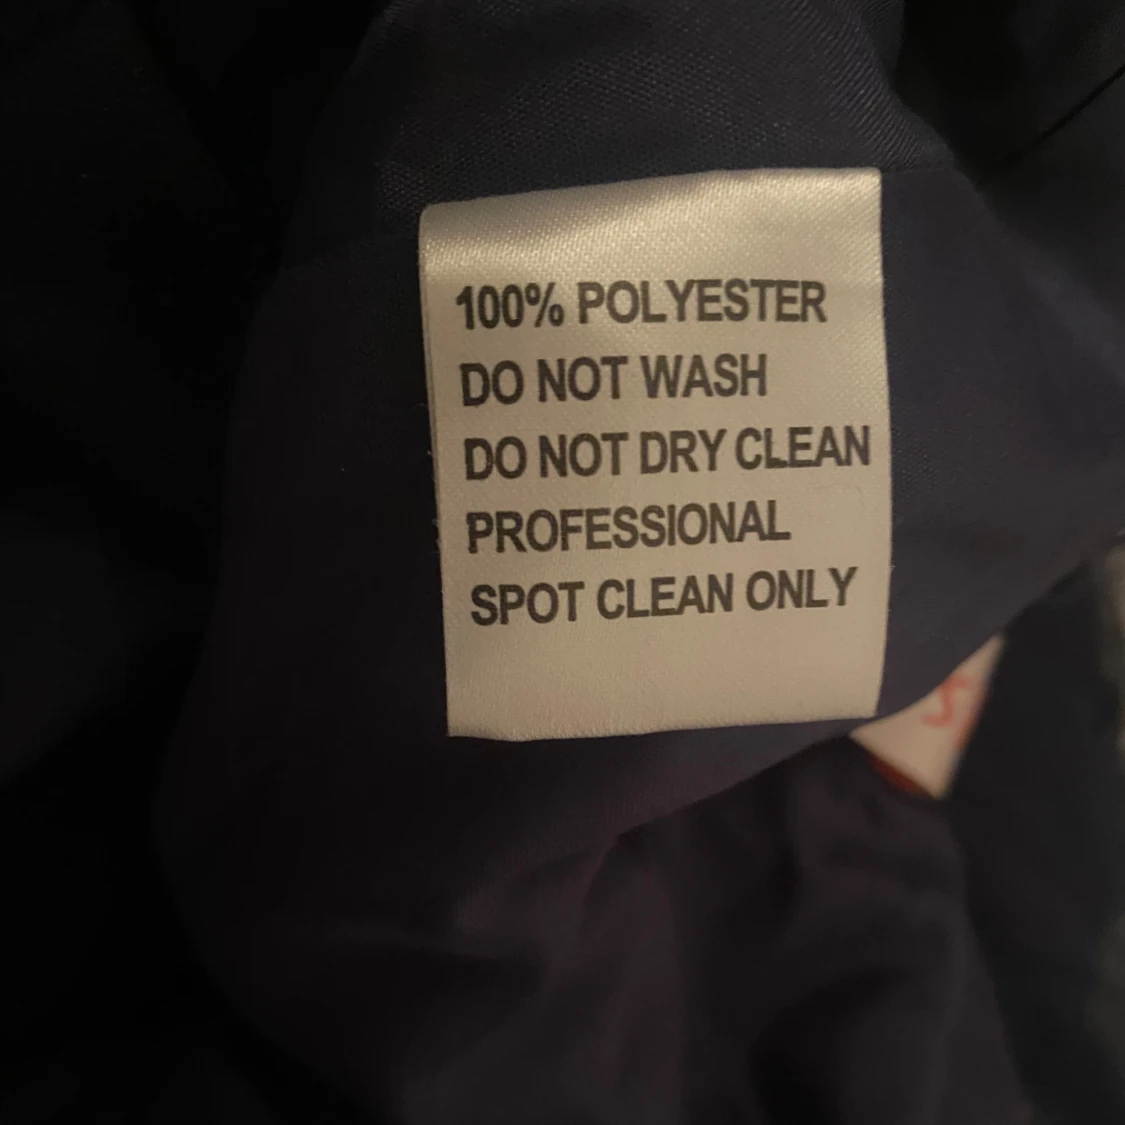 100% POLYESTER
DO NOT WASH
DO NOT DRY CLEAN
PROFESSIONAL
SPOT CLEAN ONLY